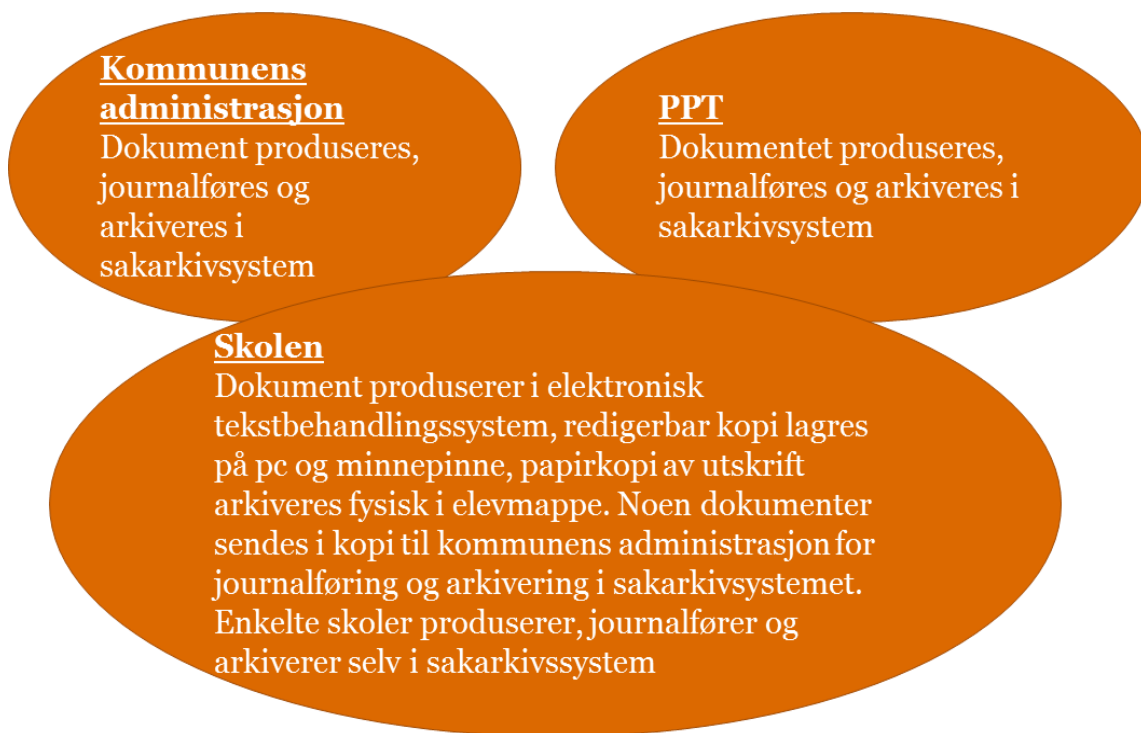 Kommunens
administrasjon
Dokument produseres,
journalføres og
arkiveres i
sakarkivsystem
PPT
Dokumentet produseres,
journalføres og arkiveres i
sakarkivsystem
Skolen
Dokument produserer i elektronisk
tekstbehandlingssystem, redigerbar kopi lagres
på pc og minnepinne, papirkopi av utskrift
arkiveres fysisk i elevmappe. Noen dokumenter
sendes i kopi til kommunens administrasjon for
journalføring og arkivering i sakarkivsystemet.
Enkelte skoler produserer, journalfører og
arkiverer selv i sakarkivssystem